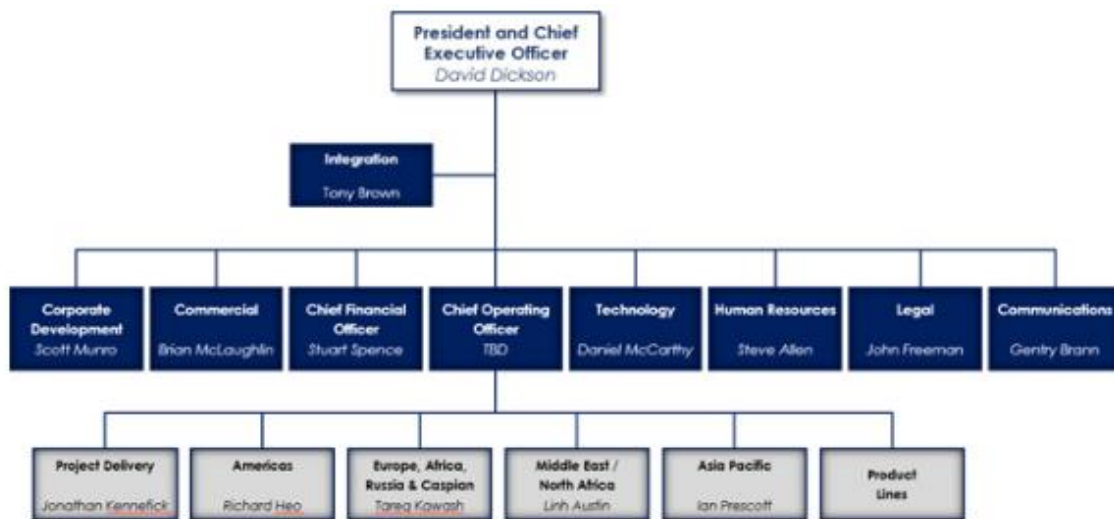 President and Chief
Executive Officer
David Dickson
Integration
Tony Brown
Corporate
Development
Scott Munro
Commercial
Brian McLaughlin
Chief Financial
Officer
Stuart Spence
Chief Operating
Officer
TBD
Technology
Daniel McCarthy
Human Resources
Steve Allen
Legal
John Freeman
Communications
Gentry Brann
Project Delivery
Jonathan Kennefick
Americas
Richard Heo
Europe, Africa,
Russia & Caspian
Tareq Kawash
Middle East /
North Africa
Linh Austin
Asia Pacific
Ian Prescott
Product
Lines